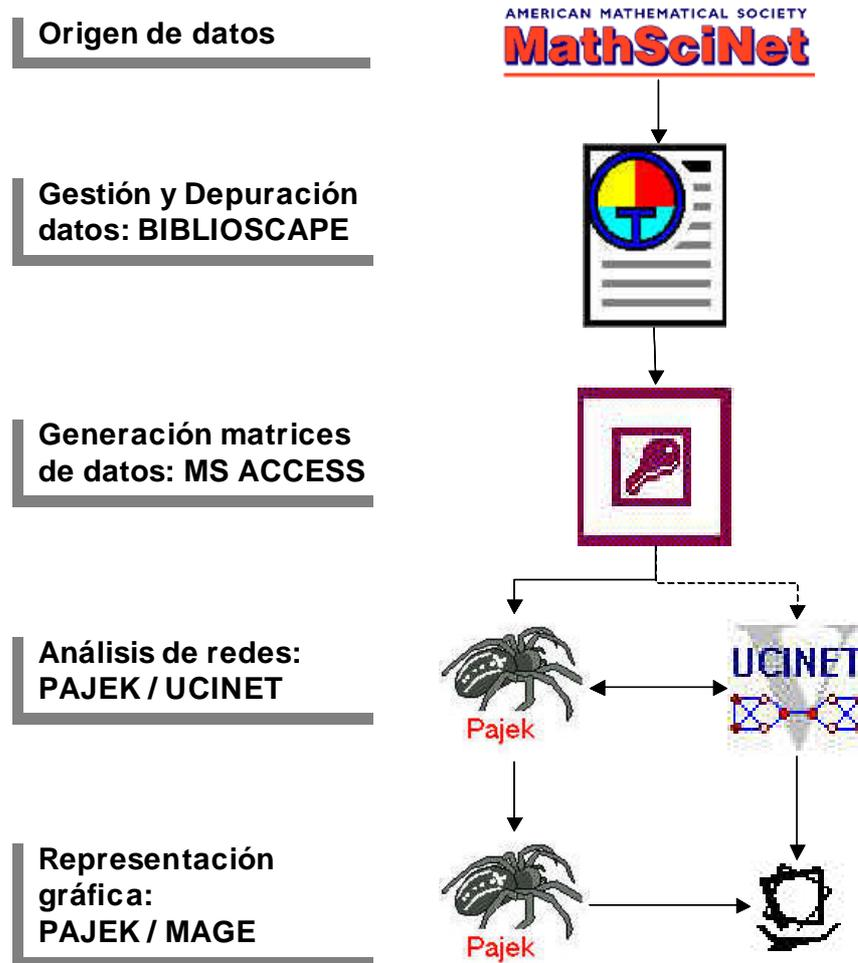 Origen de datos
AMERICAN MATHEMATICAL SOCIETY
MathSciNet
Gestión y Depuración
datos: BIBLIOSCAPE
Generación matrices
de datos: MS ACCESS
Análisis de redes:
PAJEK / UCINET
Pajek
UCINET
Representación
gráfica:
PAJEK / MAGE
Pajek